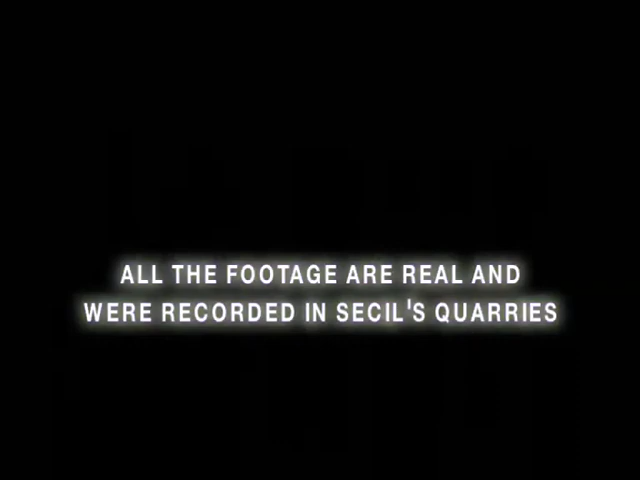 ALL THE FOOTAGE ARE REAL AND
WERE RECORDED IN SECIL'S QUARRIES